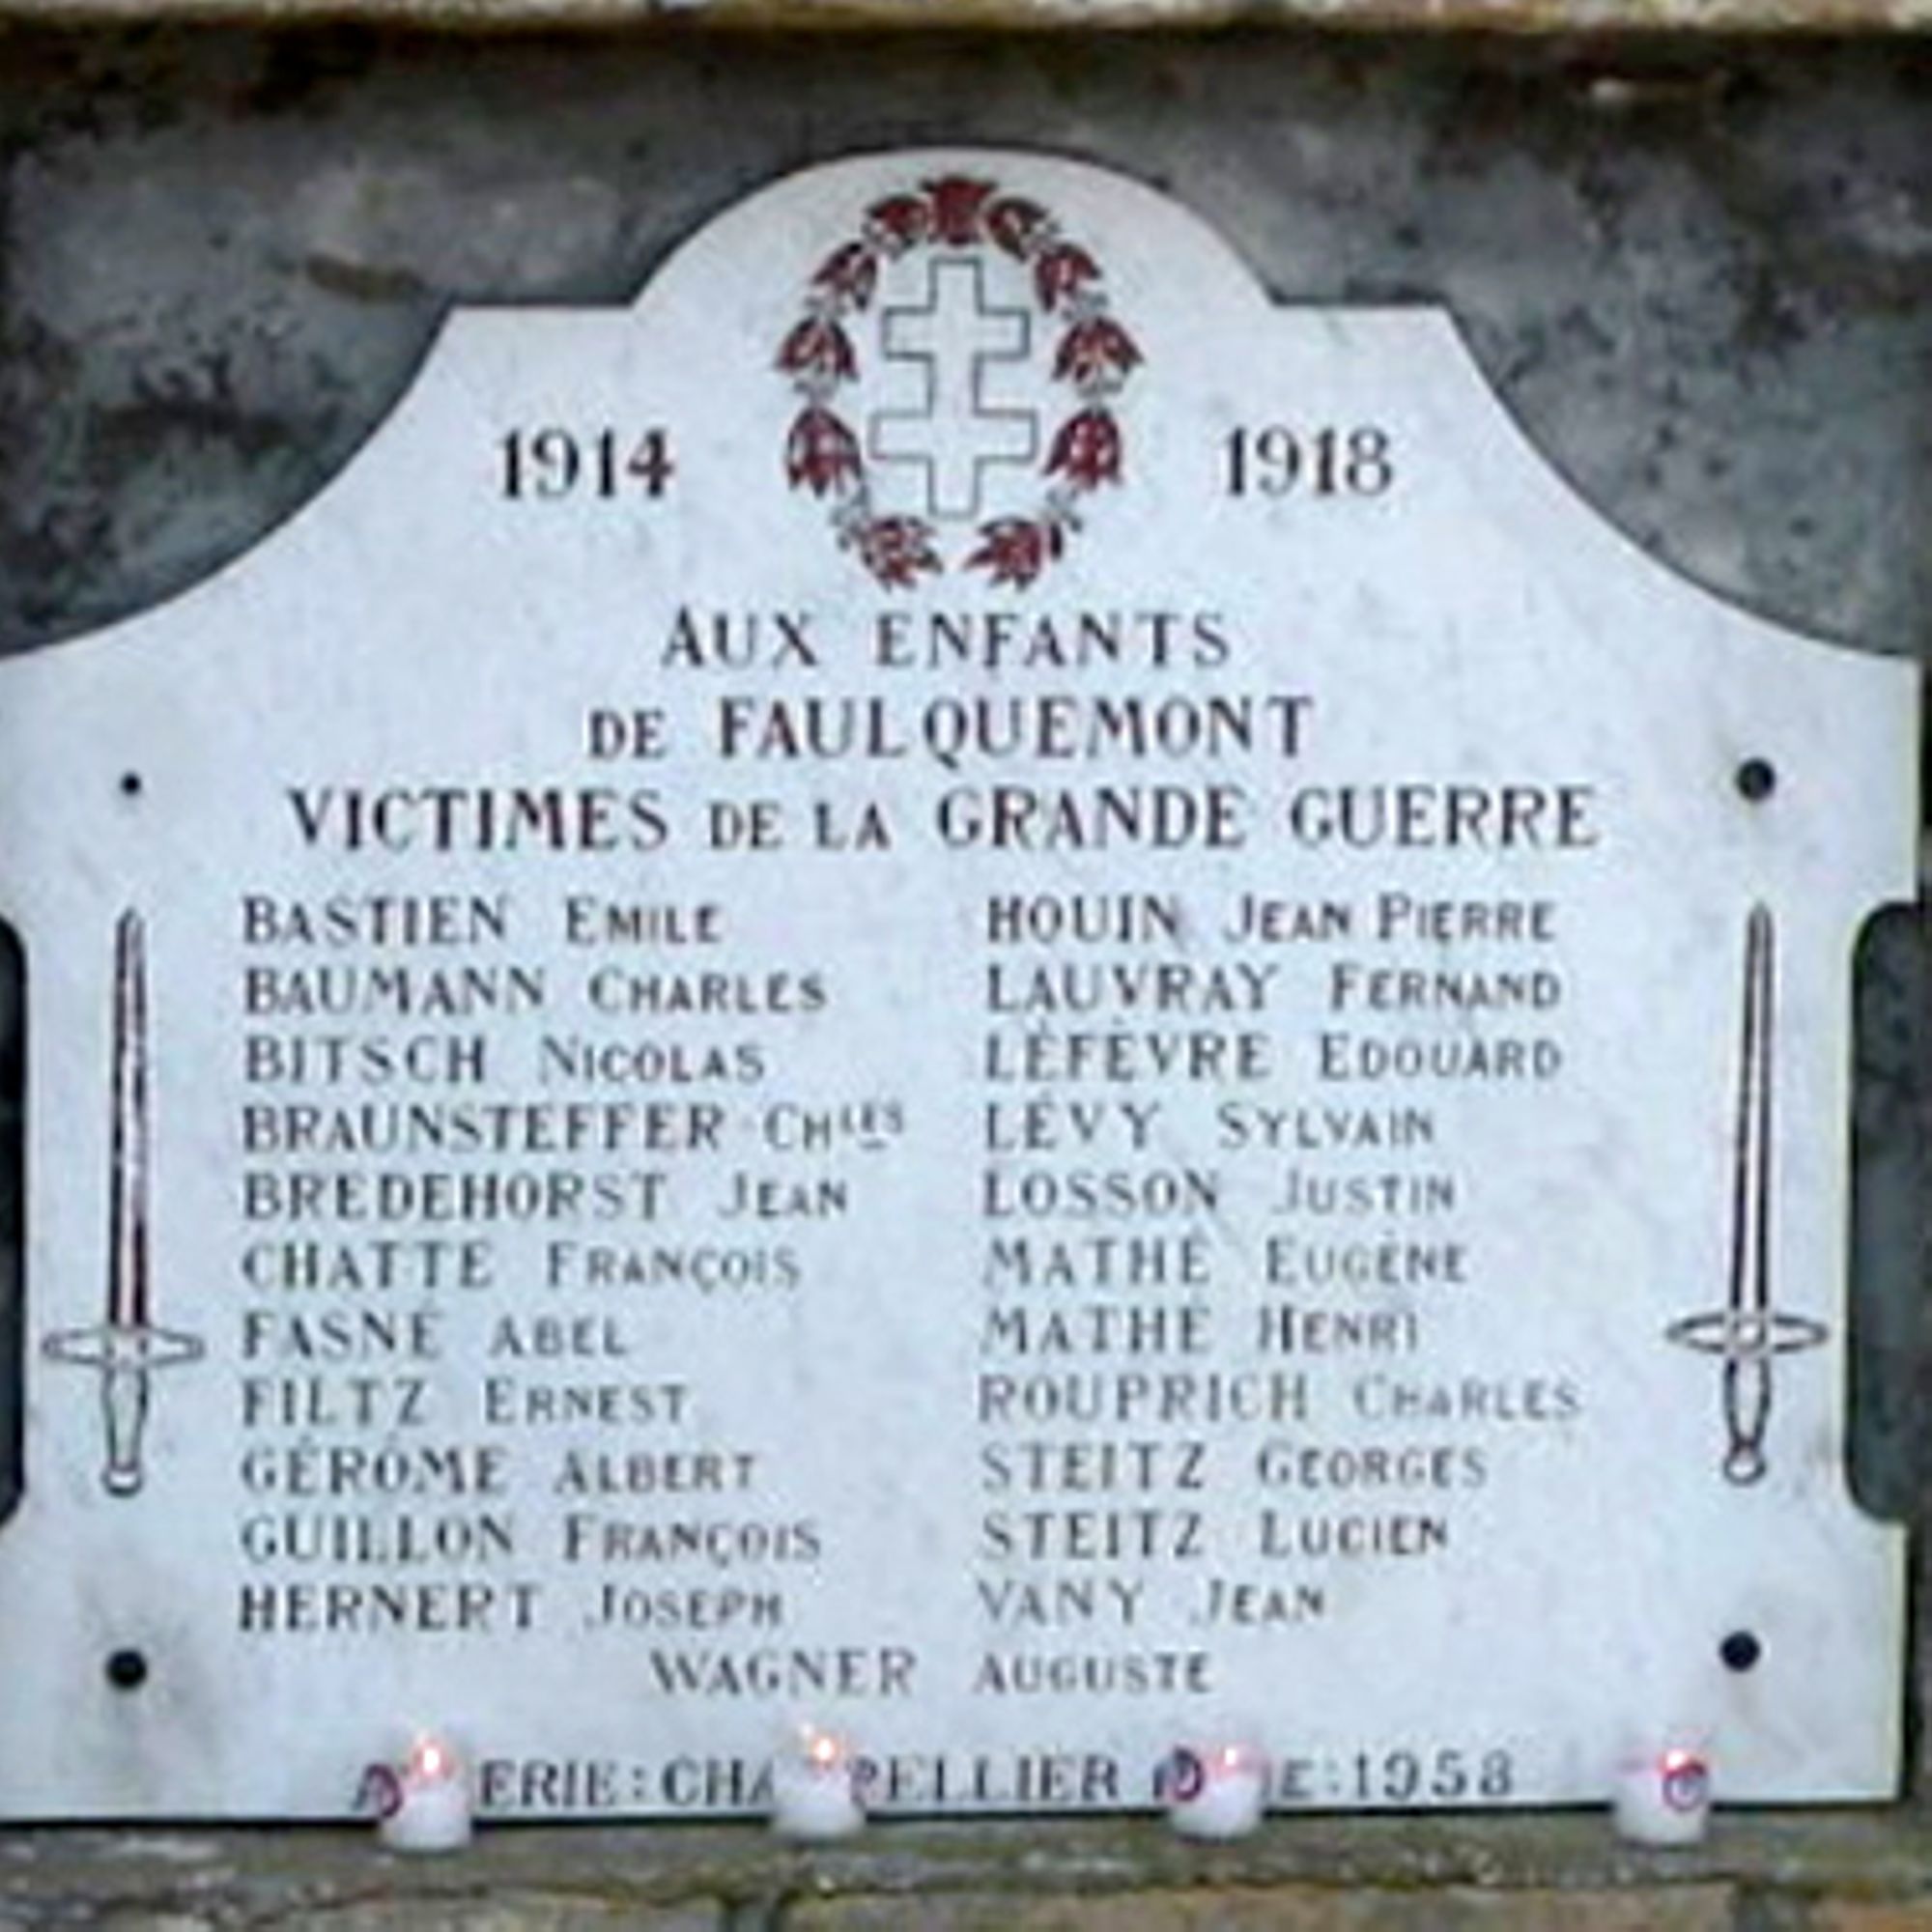 1914 1918
AUX ENFANTS
DE FAULQUEMONT
VICTIMES DE LA GRANDE GUERRE
BASTIEN EMILE
BAUMANN CHARLES
BITSCH NICOLAS
BRAUNSTEFFER CHLES
BREDEHORST JEAN
CHATTE FRANÇOIS
FASNÉ ABEL
FILTZ ERNEST
GÉRÔME ALBERT
GUILLON FRANÇOIS
HERNERT JOSEPH
HOUIN JEAN PIERRE
LAUVRAY FERNAND
LÉFÈVRE EDOUARD
LÉVY SYLVAIN
LOSSON JUSTIN
MATHÉ EUGÈNE
MATHÉ HENRI
ROUPRICH CHARLES
STEITZ GEORGES
STEITZ LUCIEN
VANY JEAN
WAGNER AUGUSTE
:1958